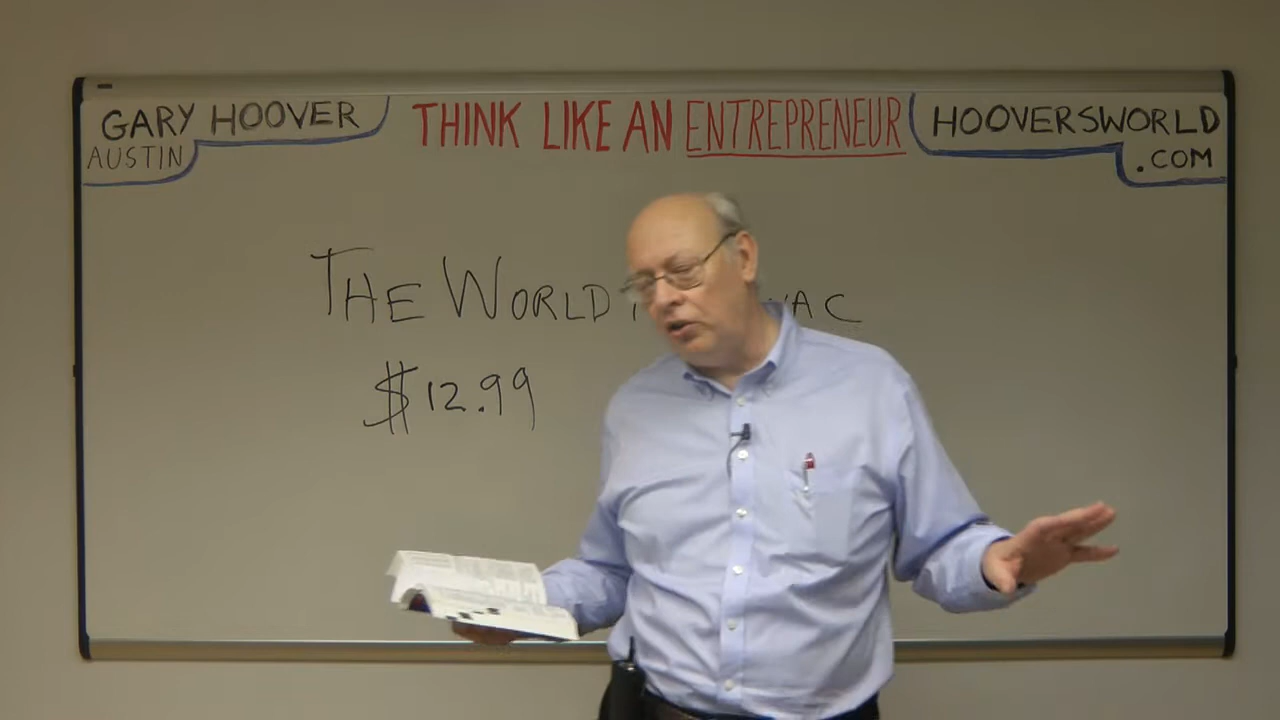 GARY HOOVER
AUSTIN
THINK LIKE AN ENTREPRENEUR
HOOVERSWORLD
.COM
THE WORLD
$12.99